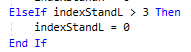 ElseIf indexStandL > 3 Then
indexStandL = 0
End If